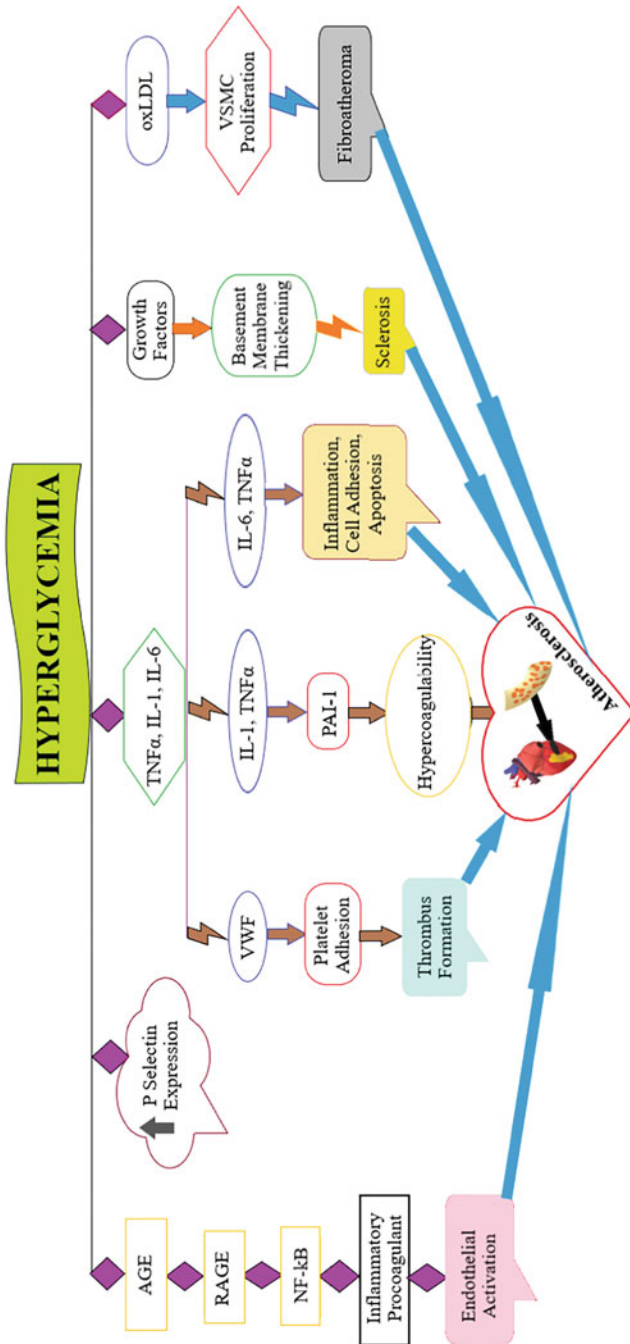 HYPERGLYCEMIA
AGE
RAGE
NF-kB
Inflammatory
Procoagulant
Endothelial
Activation
P Selectin
Expression
TNFα, IL-1, IL-6
VWF
Platelet
Adhesion
Thrombus
Formation
IL-1, TNFα
PAI-1
Hypercoagulability
IL-6, TNFα
Inflammation,
Cell Adhesion,
Apoptosis
Growth
Factors
Basement
Membrane
Thickening
Sclerosis
oxLDL
VSMC
Proliferation
Fibroatheroma
Atherosclerosis